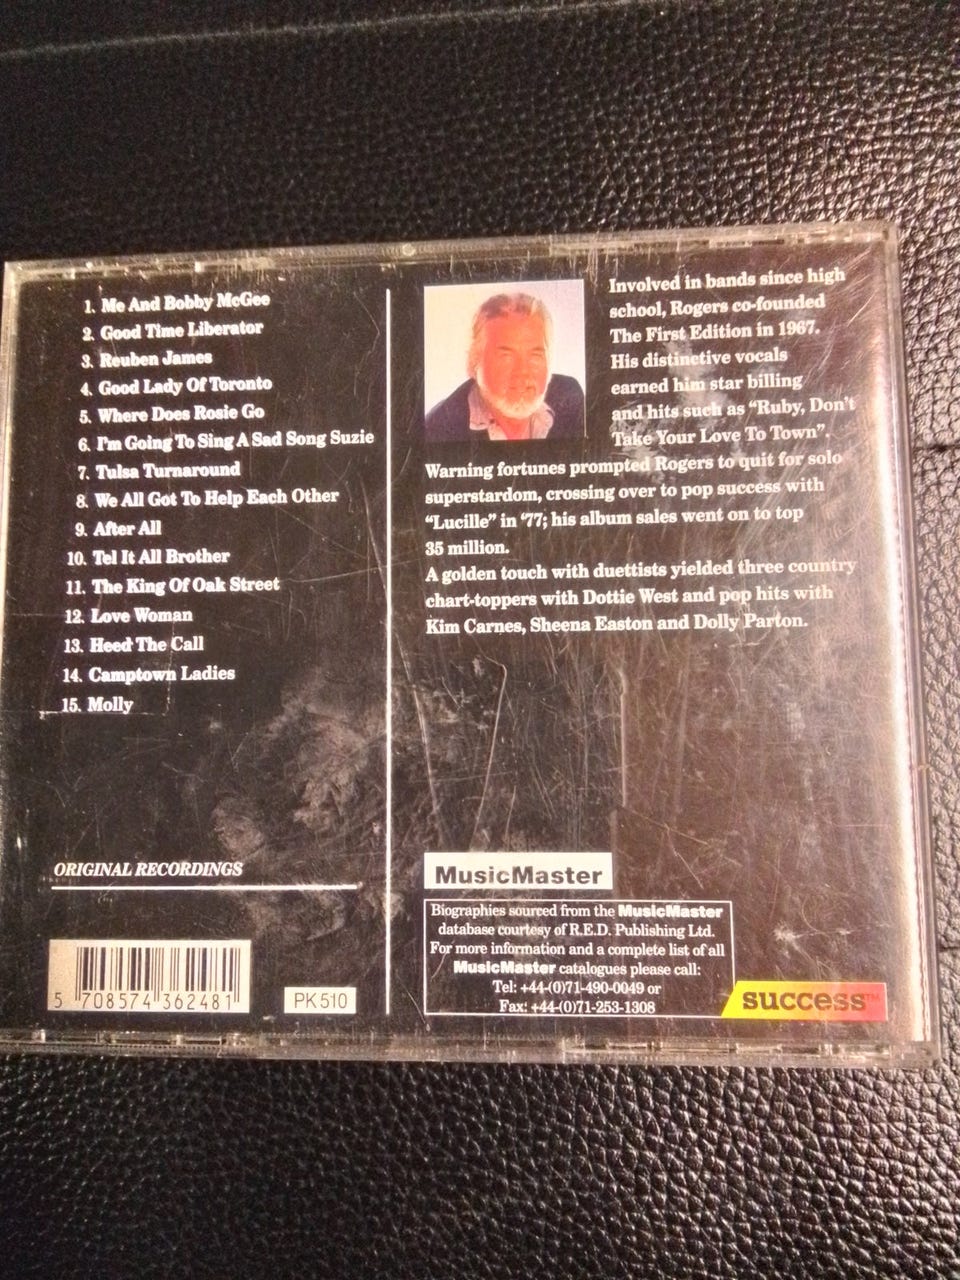 1. Me And Bobby McGee
2. Good Time Liberator
3. Reuben James
4. Good Lady Of Toronto
5. Where Does Rosie Go
6. I'm Going To Sing A Sad Song Suzie
7. Tulsa Turnaround
8. We All Got To Help Each Other
9. After All
10. Tel It All Brother
11. The King Of Oak Street
12. Love Woman
13. Heed The Call
14. Camptown Ladies
15. Molly
ORIGINAL RECORDINGS
5 708574 362481
PK 510
Involved in bands since high
school, Rogers co-founded
The First Edition in 1967.
His distinctive vocals
earned him star billing
and hits such as "Ruby, Don't
Take Your Love To Town".
Warning fortunes prompted Rogers to quit for solo
superstardom, crossing over to pop success with
"Lucille" in '77; his album sales went on to top
35 million.
A golden touch with duettists yielded three country
chart-toppers with Dottie West and pop hits with
Kim Carnes, Sheena Easton and Dolly Parton.
MusicMaster
Biographies sourced from the MusicMaster
database courtesy of R.E.D. Publishing Ltd.
For more information and a complete list of all
MusicMaster catalogues please call:
Tel: +44-(0)71-490-0049 or
Fax: +44-(0)71-253-1308
success™